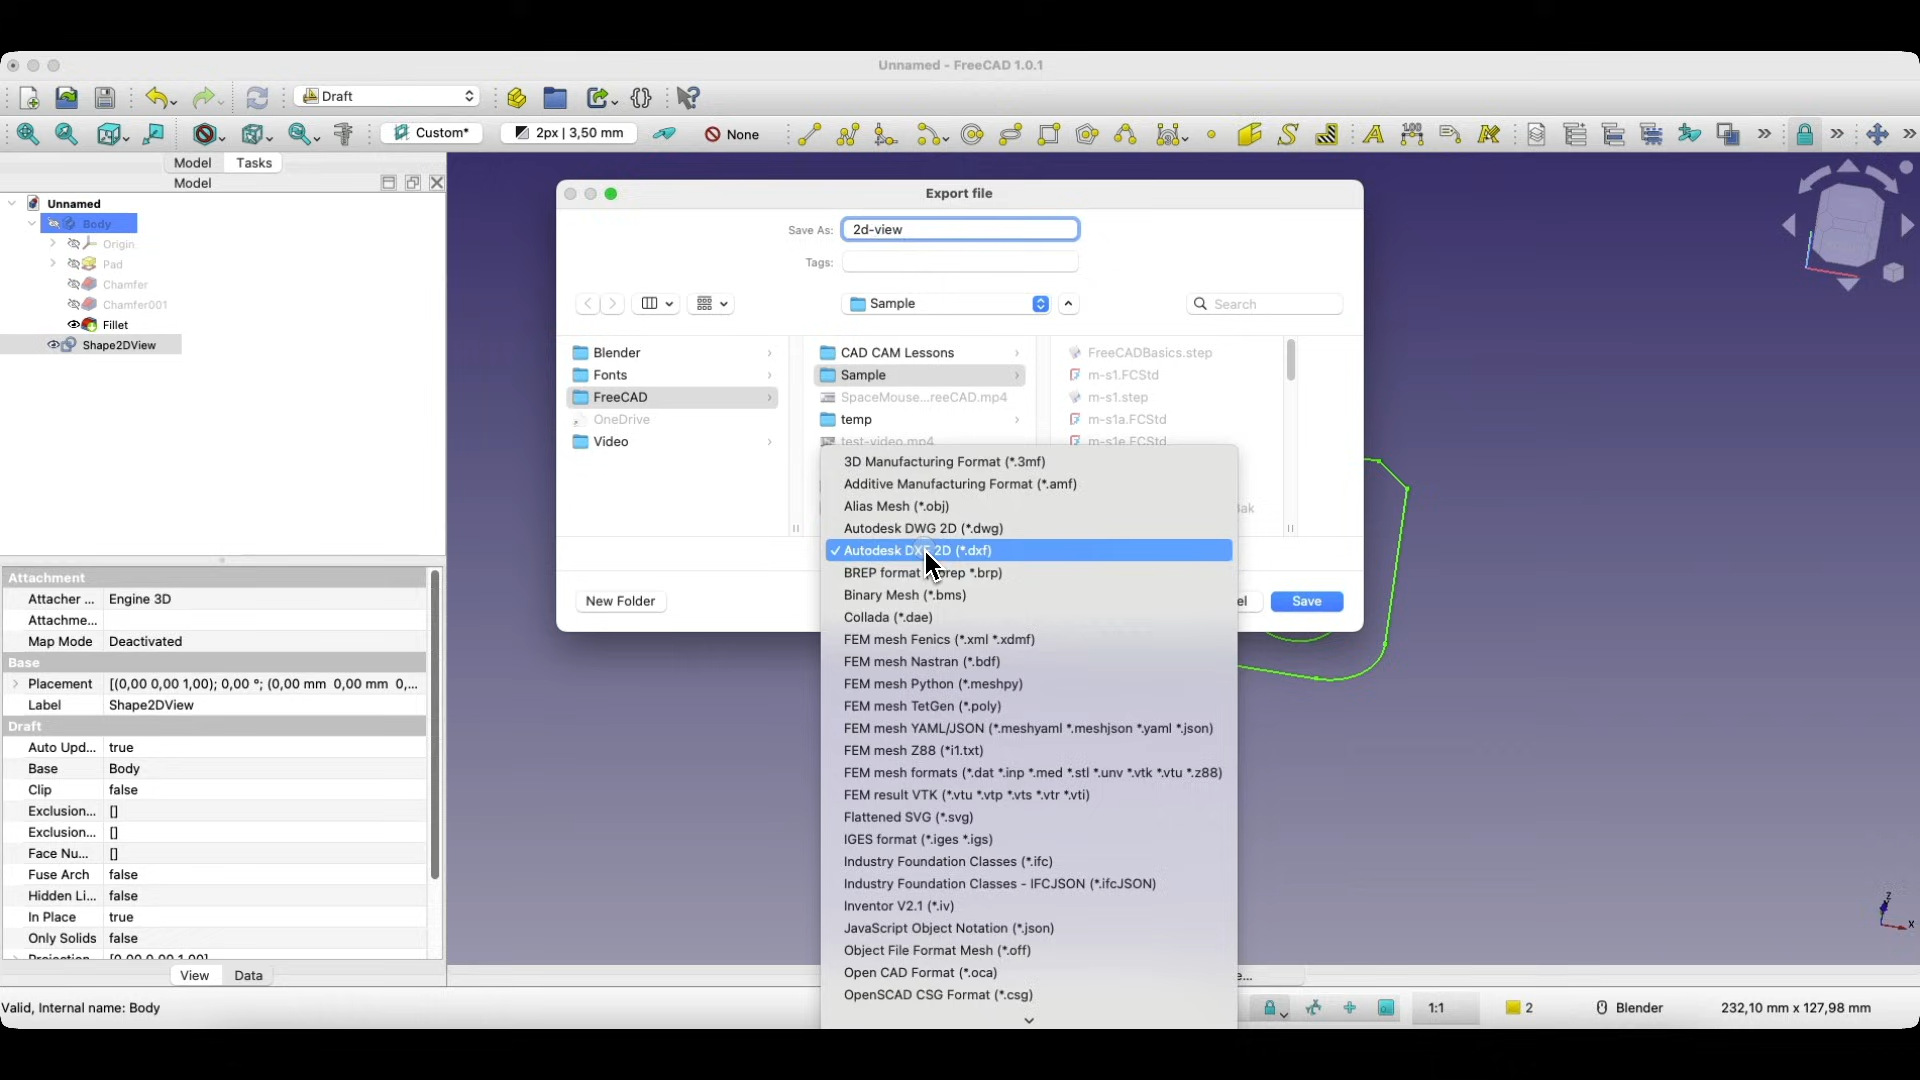 Unnamed - FreeCAD 1.0.1
Draft
Custom* 2px | 3,50 mm None
Model Tasks
Model
Unnamed
Body
Origin
Pad
Chamfer
Chamfer001
Fillet
Shape2DView
Export file
Save As: 2d-view
Tags:
Sample
Search
Blender
Fonts
FreeCAD
OneDrive
Video
CAD CAM Lessons
Sample
SpaceMouse...reeCAD.mp4
temp
test-video.mp4
FreeCADBasics.step
m-s1.FCStd
m-s1.step
m-s1a.FCStd
m-s1e.FCStd
3D Manufacturing Format (*.3mf)
Additive Manufacturing Format (*.amf)
Alias Mesh (*.obj)
Autodesk DWG 2D (*.dwg)
✓ Autodesk DXF 2D (*.dxf)
BREP format (*.brep *.brp)
Binary Mesh (*.bms)
Collada (*.dae)
FEM mesh Fenics (*.xml *.xdmf)
FEM mesh Nastran (*.bdf)
FEM mesh Python (*.meshpy)
FEM mesh TetGen (*.poly)
FEM mesh YAML/JSON (*.meshyaml *.meshjson *.yaml *.json)
FEM mesh Z88 (*i1.txt)
FEM mesh formats (*.dat *.inp *.med *.stl *.unv *.vtk *.vtu *.z88)
FEM result VTK (*.vtu *.vtp *.vts *.vtr *.vti)
Flattened SVG (*.svg)
IGES format (*.iges *.igs)
Industry Foundation Classes (*.ifc)
Industry Foundation Classes - IFCJSON (*.ifcJSON)
Inventor V2.1 (*.iv)
JavaScript Object Notation (*.json)
Object File Format Mesh (*.off)
Open CAD Format (*.oca)
OpenSCAD CSG Format (*.csg)
New Folder
el Save
Attachment
Attacher ... Engine 3D
Attachme...
Map Mode Deactivated
Base
Placement [(0,00 0,00 1,00); 0,00 °; (0,00 mm 0,00 mm 0,...
Label Shape2DView
Draft
Auto Upd... true
Base Body
Clip false
Exclusion... []
Exclusion... []
Face Nu... []
Fuse Arch false
Hidden Li... false
In Place true
Only Solids false
View Data
Valid, Internal name: Body
1:1 2 Blender 232,10 mm x 127,98 mm
z
x